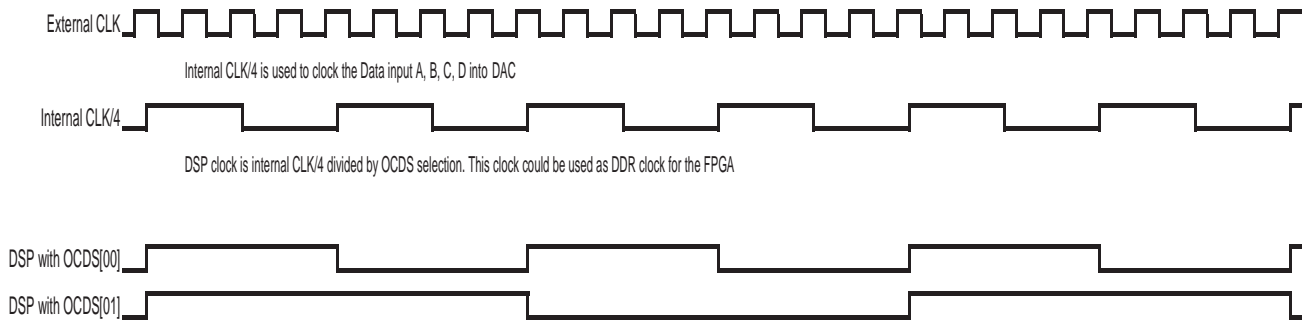 External CLK
Internal CLK/4 is used to clock the Data input A, B, C, D into DAC
Internal CLK/4
DSP clock is internal CLK/4 divided by OCDS selection. This clock could be used as DDR clock for the FPGA
DSP with OCDS[00]
DSP with OCDS[01]